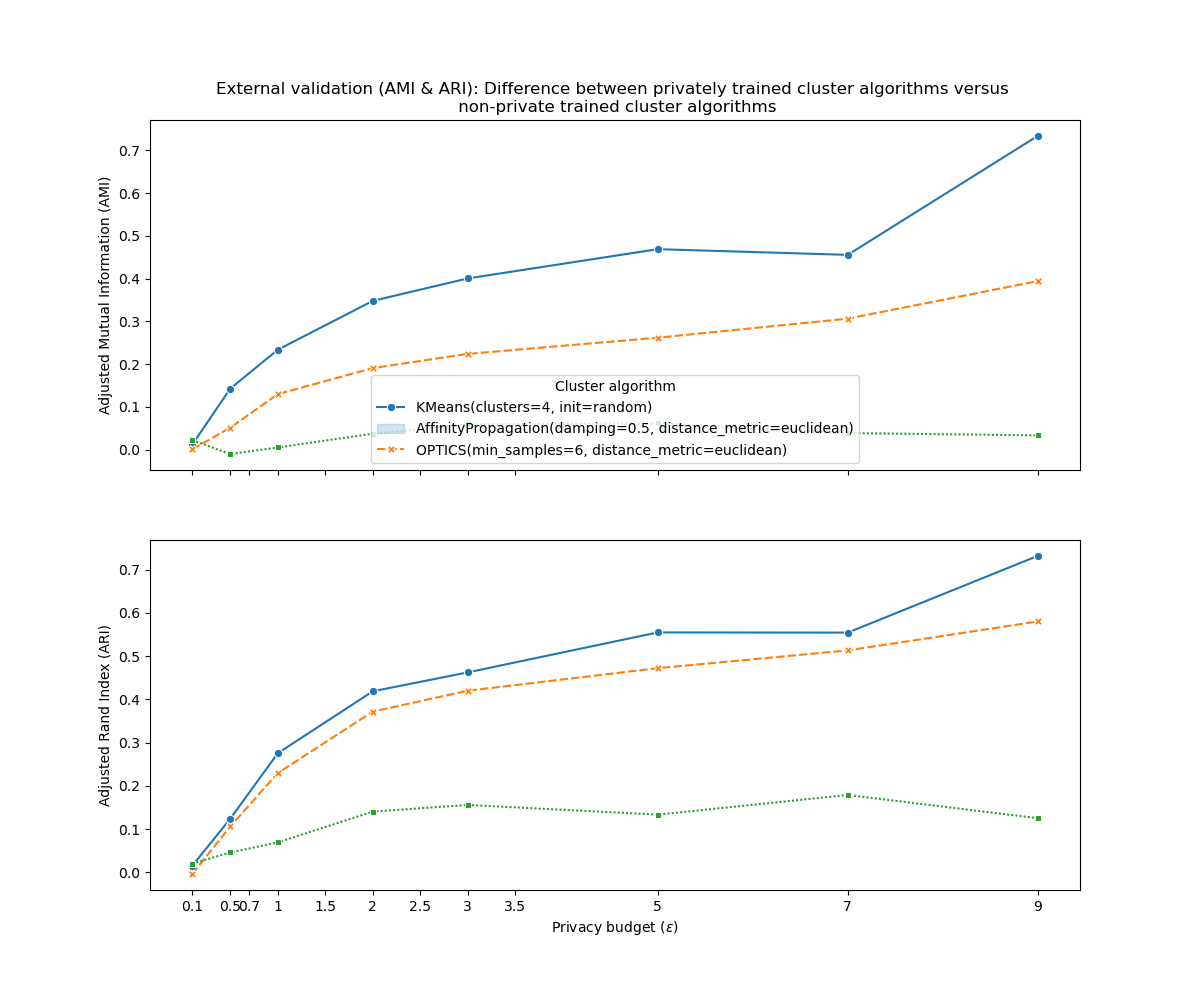 External validation (AMI & ARI): Difference between privately trained cluster algorithms versus
non-private trained cluster algorithms
Adjusted Mutual Information (AMI)
0.7
0.6
0.5
0.4
0.3
0.2
0.1
0.0
Cluster algorithm
KMeans(clusters=4, init=random)
AffinityPropagation(damping=0.5, distance_metric=euclidean)
OPTICS(min_samples=6, distance_metric=euclidean)
Adjusted Rand Index (ARI)
0.7
0.6
0.5
0.4
0.3
0.2
0.1
0.0
0.1 0.5 0.7 1 1.5 2 2.5 3 3.5 5 7 9
Privacy budget (ε)